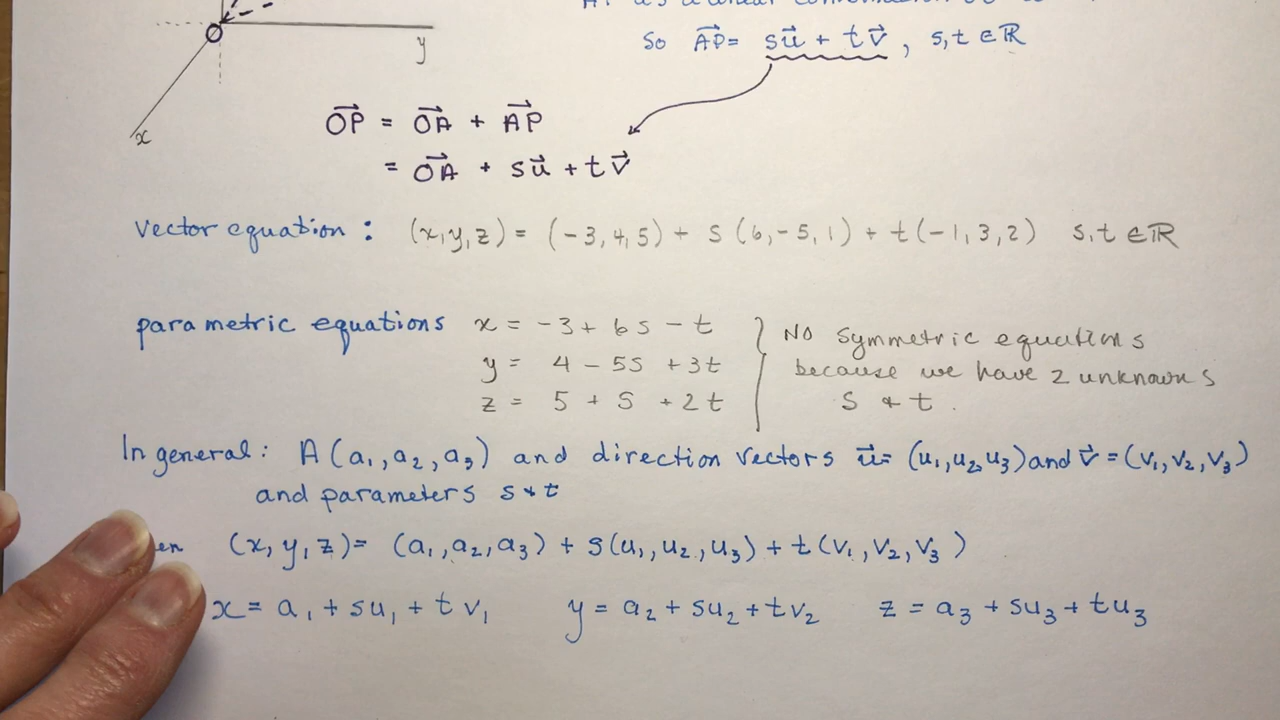 So AP⃗ = su⃗ + tv⃗ , s,t ∈ ℝ
y
O
x
OP⃗ = OA⃗ + AP⃗
= OA⃗ + su⃗ + tv⃗
vector equation : (x,y,z) = (-3,4,5) + s(6,-5,1) + t(-1,3,2) s,t ∈ ℝ
parametric equations x = -3 + 6s - t
y = 4 - 5s + 3t
z = 5 + s + 2t
No symmetric equations
because we have 2 unknowns
s & t .
In general : A (a₁,a₂,a₃) and direction vectors u⃗ = (u₁,u₂,u₃) and v⃗ = (v₁,v₂,v₃)
and parameters s & t
(x, y, z) = (a₁,a₂,a₃) + s(u₁,u₂,u₃) + t(v₁,v₂,v₃)
x = a₁ + su₁ + tv₁ y = a₂ + su₂ + tv₂ z = a₃ + su₃ + tu₃